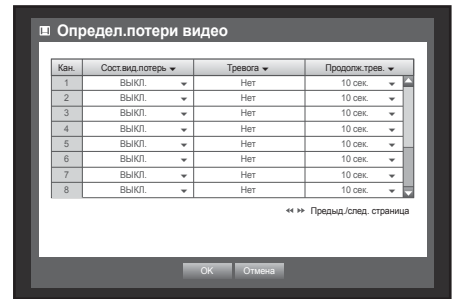 Определ.потери видео
Кан. Сост.вид.потерь Тревога Продолж.трев.
1 ВЫКЛ. Нет 10 сек.
2 ВЫКЛ. Нет 10 сек.
3 ВЫКЛ. Нет 10 сек.
4 ВЫКЛ. Нет 10 сек.
5 ВЫКЛ. Нет 10 сек.
6 ВЫКЛ. Нет 10 сек.
7 ВЫКЛ. Нет 10 сек.
8 ВЫКЛ. Нет 10 сек.
Предыд./след. страница
OK Отмена